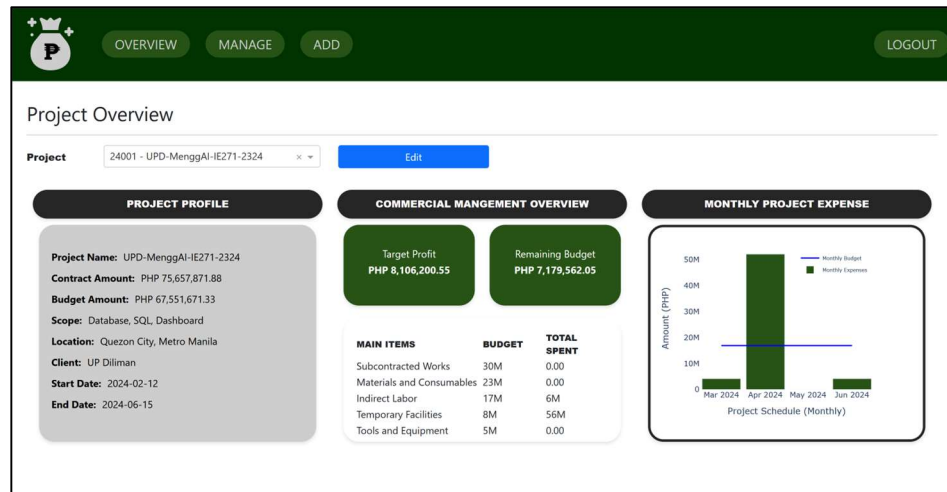 ₱
OVERVIEW
MANAGE
ADD
LOGOUT
Project Overview
Project
24001 - UPD-MenggAI-IE271-2324
×
Edit
PROJECT PROFILE
Project Name: UPD-MenggAI-IE271-2324
Contract Amount: PHP 75,657,871.88
Budget Amount: PHP 67,551,671.33
Scope: Database, SQL, Dashboard
Location: Quezon City, Metro Manila
Client: UP Diliman
Start Date: 2024-02-12
End Date: 2024-06-15
COMMERCIAL MANGEMENT OVERVIEW
Target Profit
PHP 8,106,200.55
Remaining Budget
PHP 7,179,562.05
MAIN ITEMS BUDGET TOTAL
SPENT
Subcontracted Works 30M 0.00
Materials and Consumables 23M 0.00
Indirect Labor 17M 6M
Temporary Facilities 8M 56M
Tools and Equipment 5M 0.00
MONTHLY PROJECT EXPENSE
Monthly Budget
Monthly Expenses
Amount (PHP)
50M
40M
30M
20M
10M
0
Mar 2024 Apr 2024 May 2024 Jun 2024
Project Schedule (Monthly)